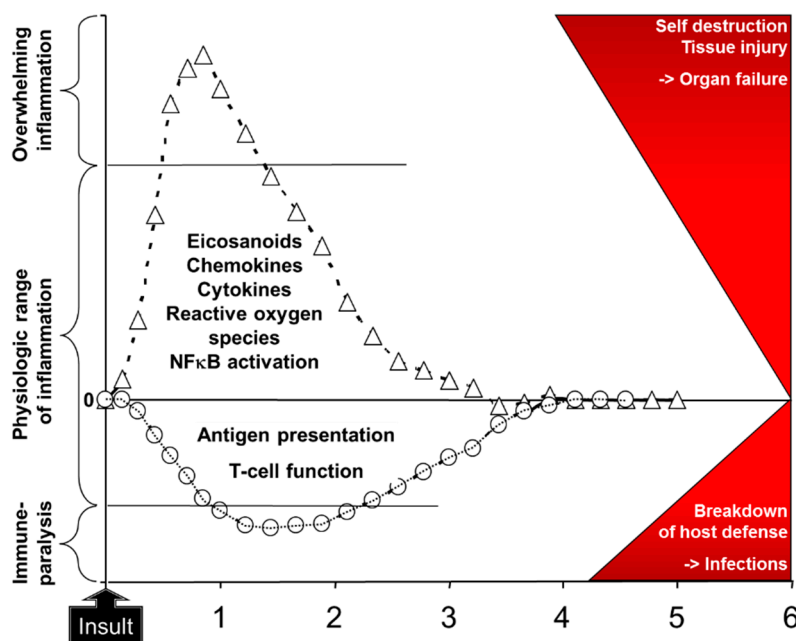 Overwhelming
inflammation
Physiologic range
of inflammation
Immune-
paralysis
Self destruction
Tissue injury
-> Organ failure
Eicosanoids
Chemokines
Cytokines
Reactive oxygen
species
NFκB activation
0
Antigen presentation
T-cell function
Breakdown
of host defense
-> Infections
Insult
1 2 3 4 5 6